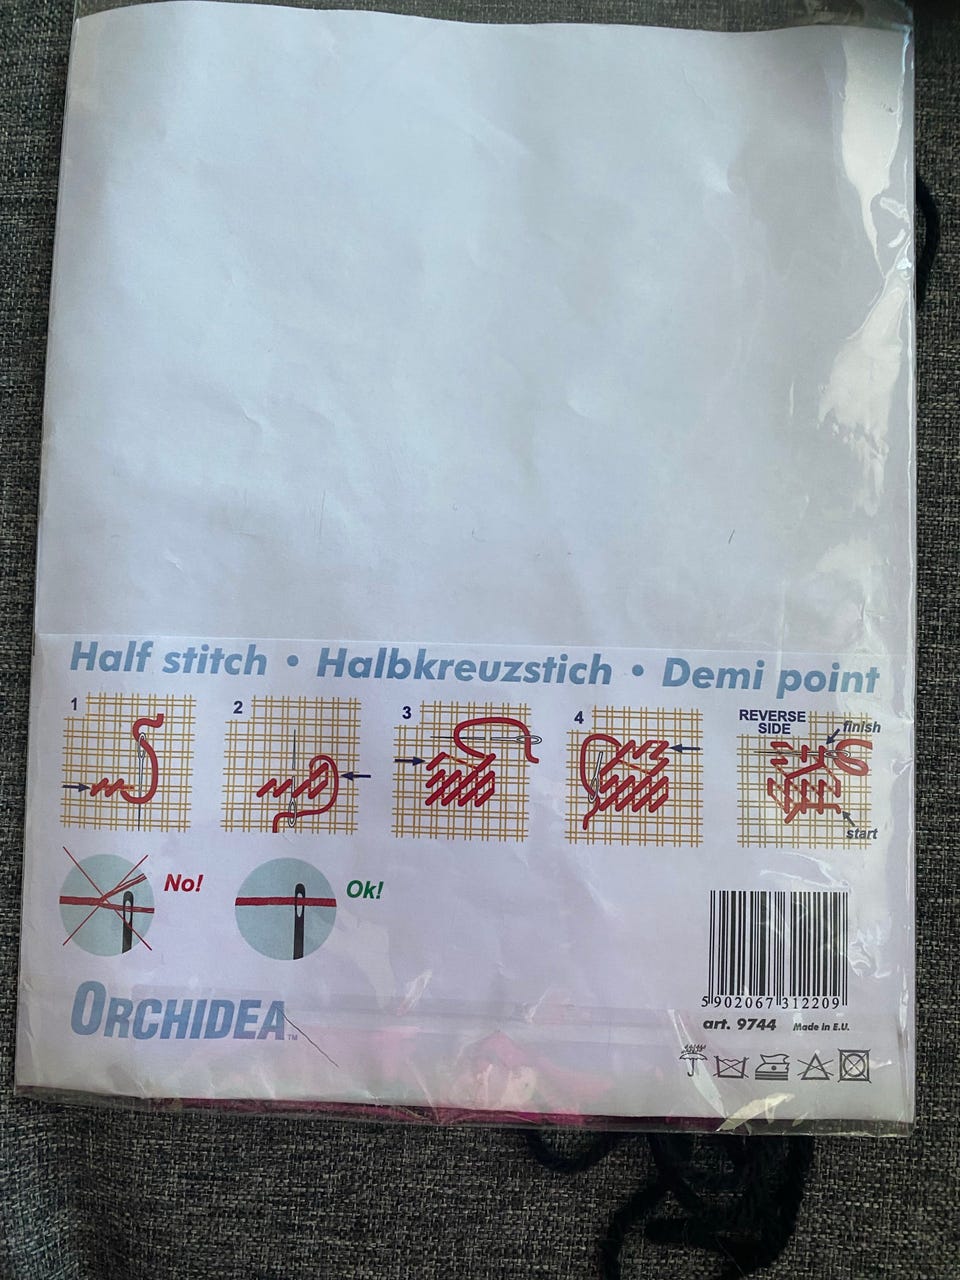 Half stitch • Halbkreuzstich • Demi point
1
2
3
4
REVERSE
SIDE
finish
start
No!
Ok!
ORCHIDEA™
5 902067 312209
art. 9744 Made in E.U.